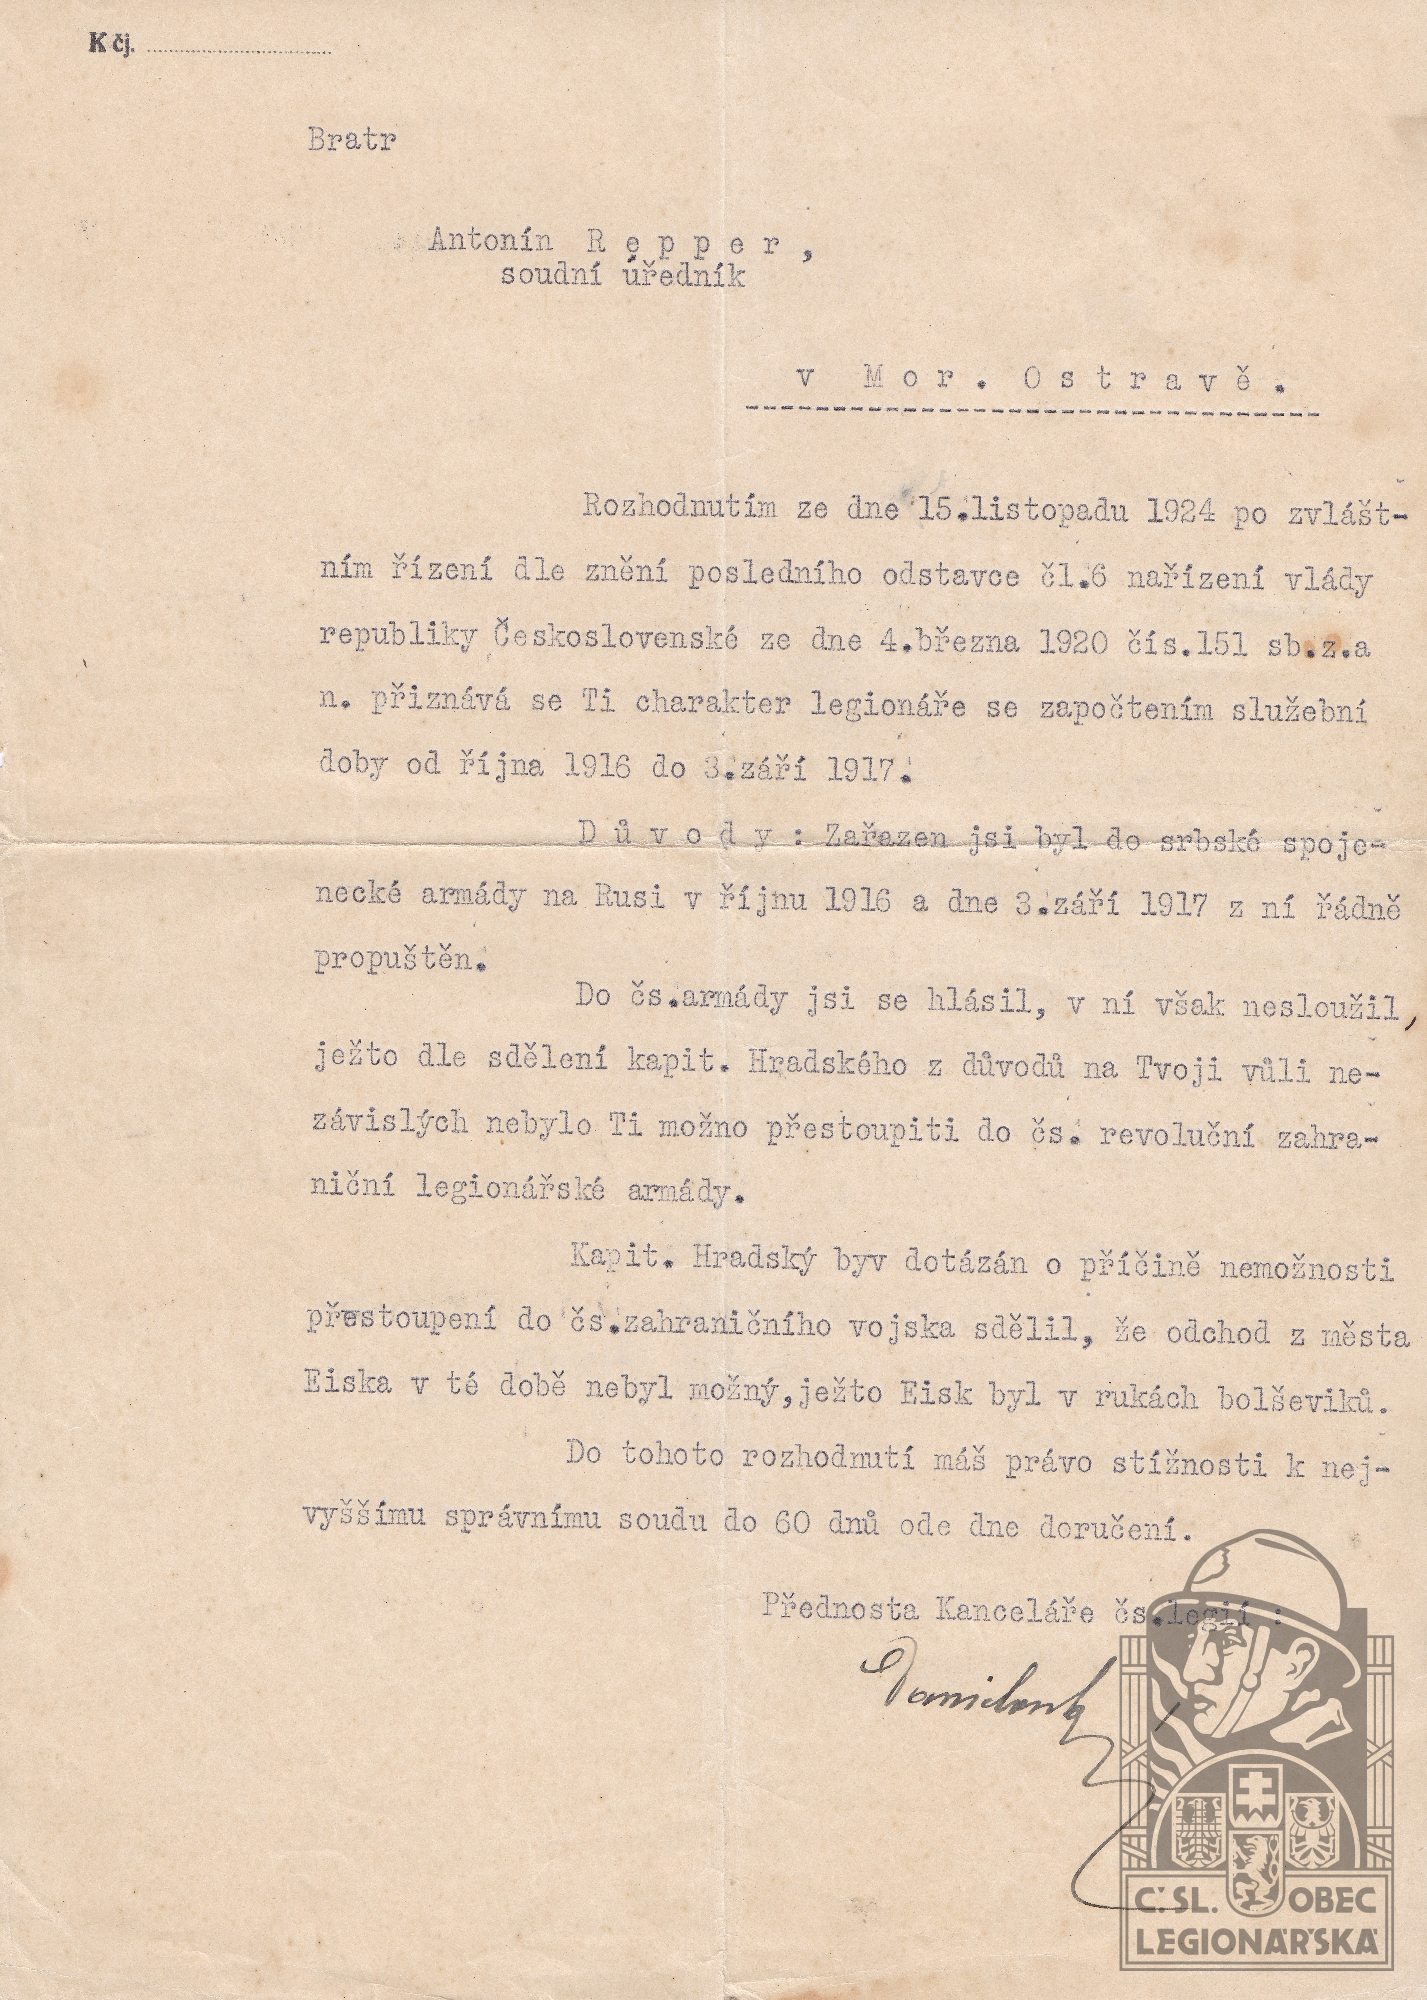 K čj.
Bratr
Antonín R e p p e r ,
soudní úředník
v M o r . O s t r a v ě .
Rozhodnutím ze dne 15.listopadu 1924 po zvlášt-
ním řízení dle znění posledního odstavce čl.6 nařízení vlády
republiky Československé ze dne 4.března 1920 čís.151 sb.z.a
n. přiznává se Ti charakter legionáře se započtením služební
doby od října 1916 do 3.září 1917.
D ů v o d y : Zařazen jsi byl do srbské spoje-
necké armády na Rusi v říjnu 1916 a dne 3.září 1917 z ní řádně
propuštěn.
Do čs.armády jsi se hlásil, v ní však nesloužil,
ježto dle sdělení kapit. Hradského z důvodů na Tvoji vůli ne-
závislých nebylo Ti možno přestoupiti do čs. revoluční zahra-
niční legionářské armády.
Kapit. Hradský byv dotázán o příčině nemožnosti
přestoupení do čs.zahraničního vojska sdělil, že odchod z města
Eiska v té době nebyl možný,ježto Eisk byl v rukách bolševiků.
Do tohoto rozhodnutí máš právo stížnosti k nej-
vyššímu správnímu soudu do 60 dnů ode dne doručení.
Přednosta Kanceláře čs.legií :
Č.SL. OBEC
LEGIONÁŘSKÁ